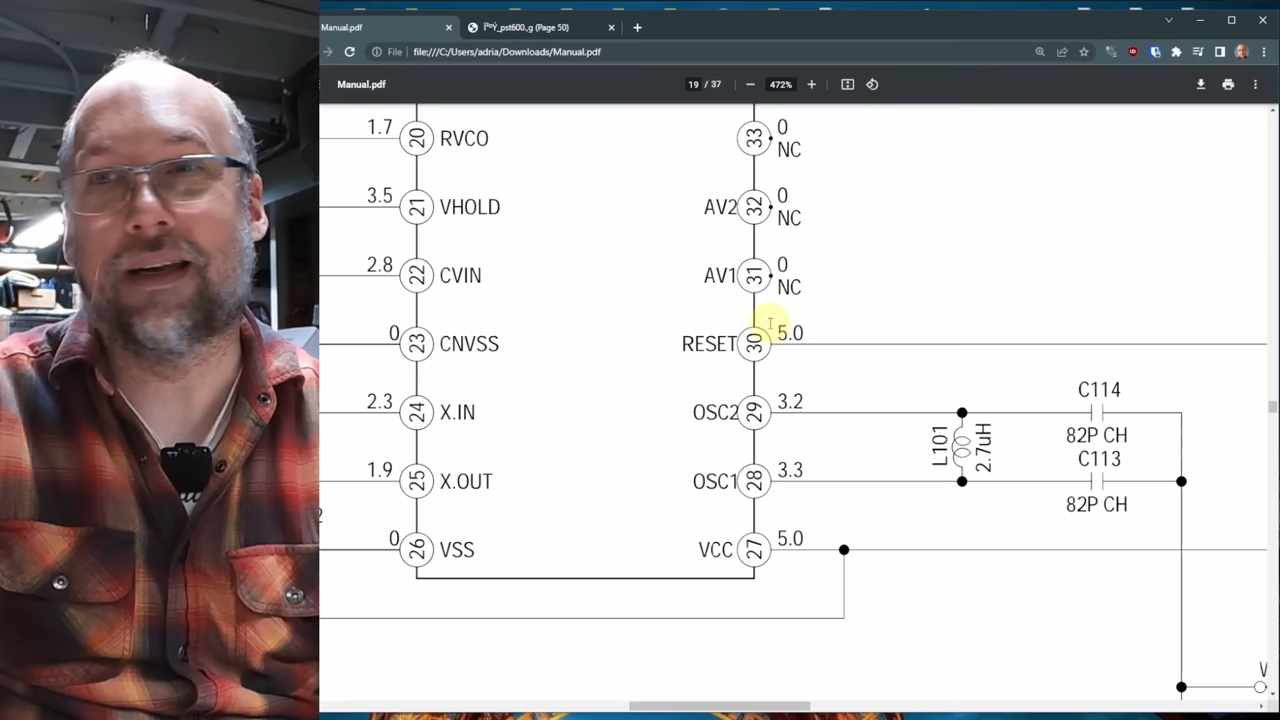 Manual.pdf
_pst600_.g (Page 50)
File
file:///C:/Users/adria/Downloads/Manual.pdf
Manual.pdf
19 / 37
472%
1.7
20
RVCO
33
0
NC
3.5
21
VHOLD
AV2
32
0
NC
2.8
22
CVIN
AV1
31
0
NC
0
23
CNVSS
RESET
30
5.0
2.3
24
X.IN
OSC2
29
3.2
L101
2.7uH
C114
82P CH
1.9
25
X.OUT
OSC1
28
3.3
C113
82P CH
2
0
26
VSS
VCC
27
5.0
V